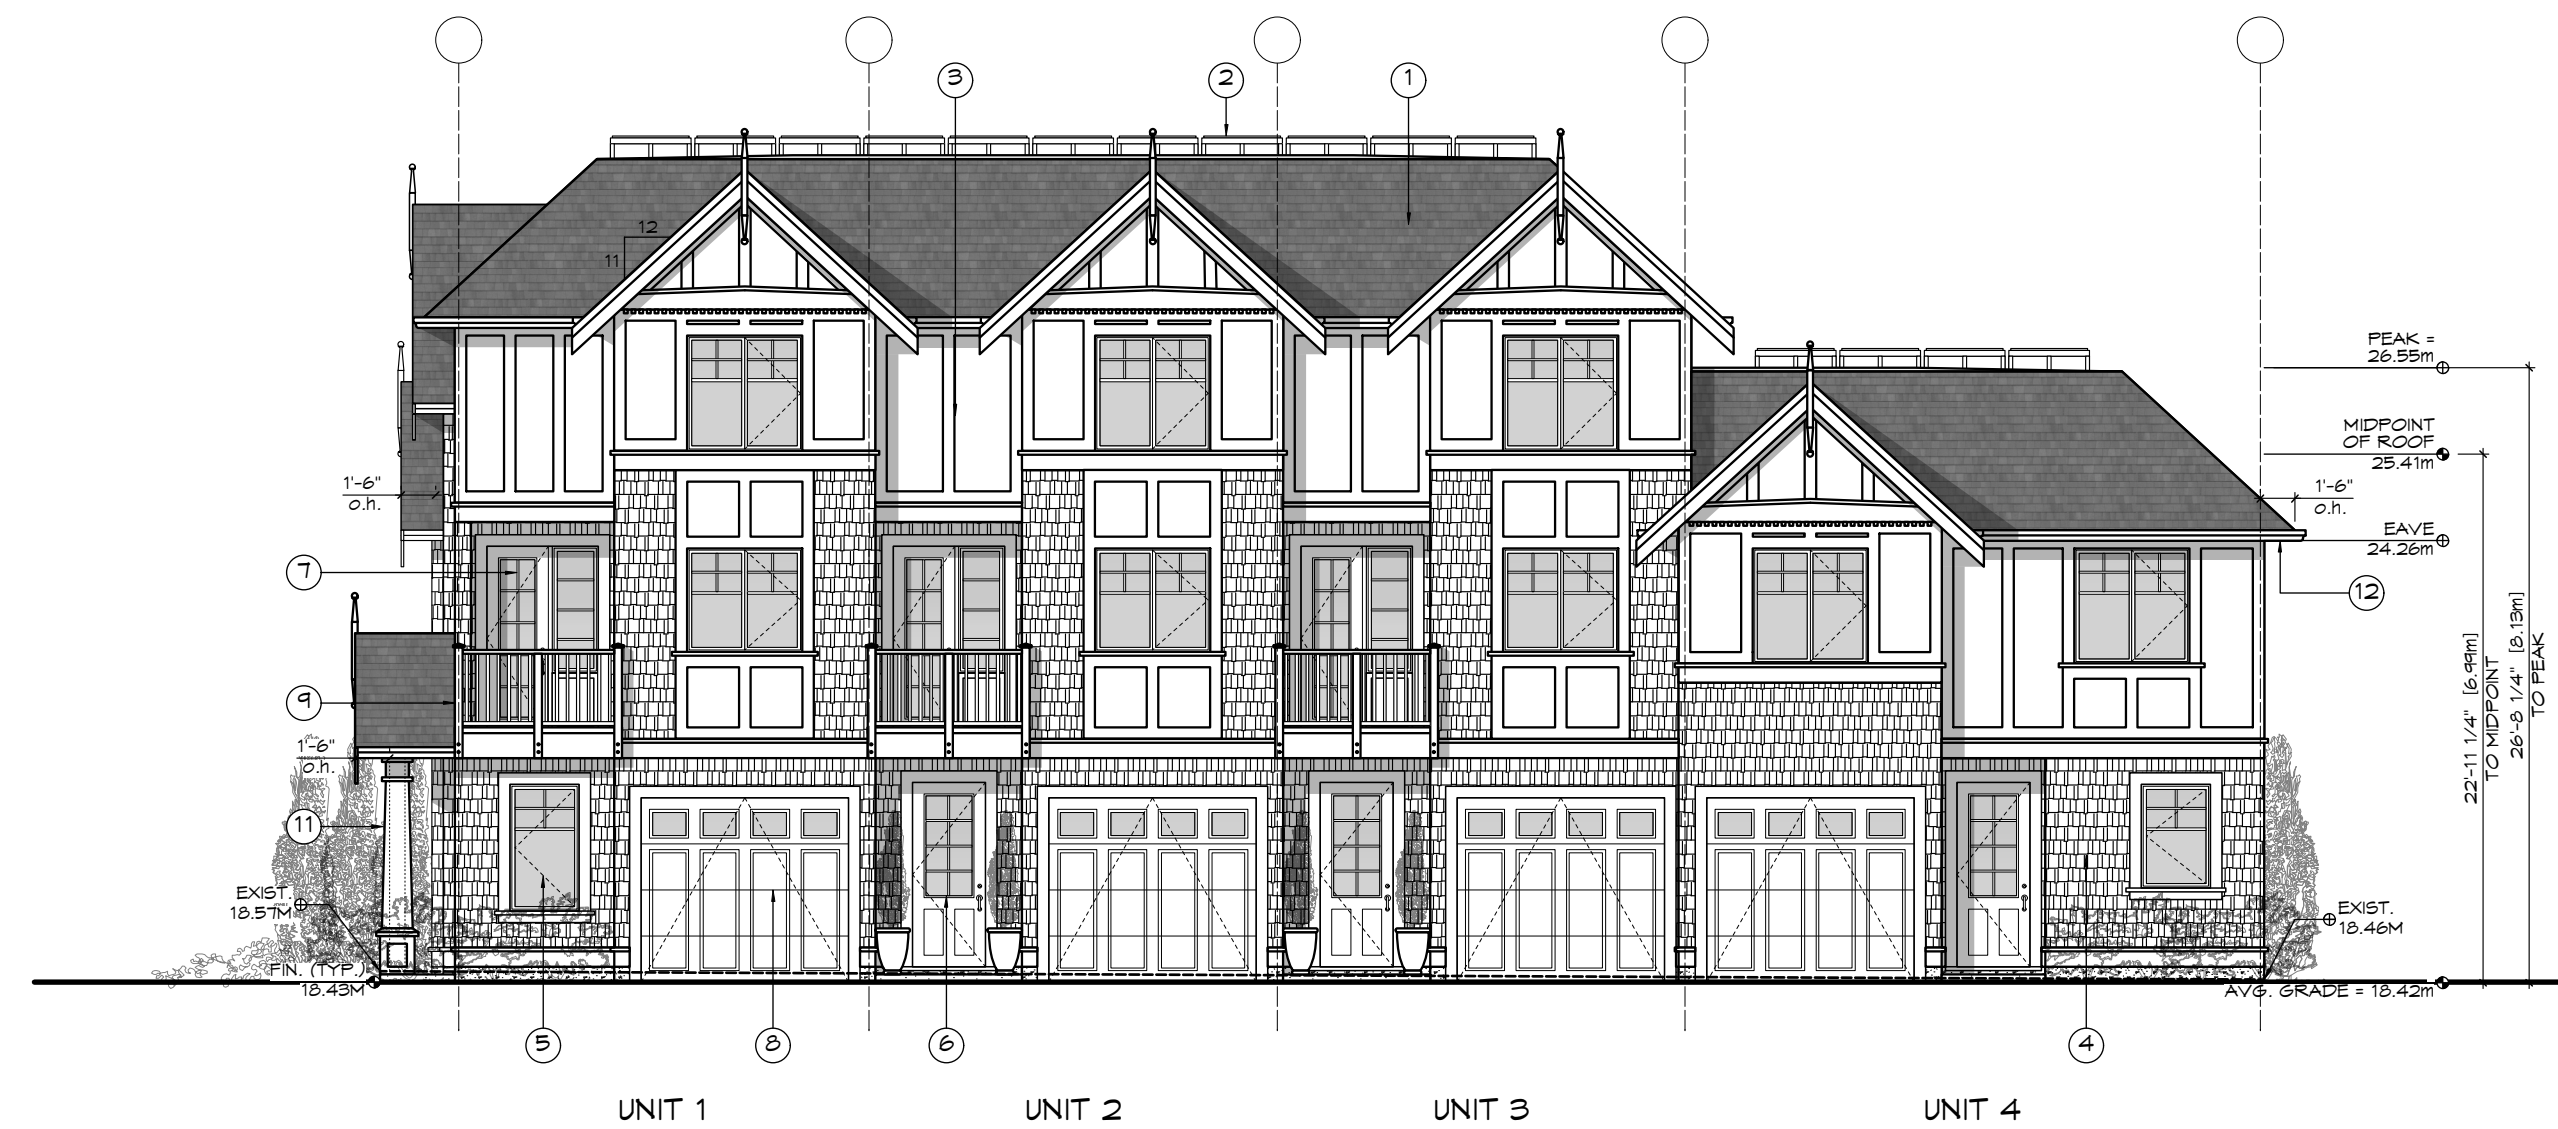 3
2
1
12
11
PEAK =
26.55m
MIDPOINT
OF ROOF
25.41m
1'-6"
o.h.
1'-6"
o.h.
EAVE
24.26m
7
12
22'-11 1/4" [6.99m]
TO MIDPOINT
26'-8 1/4" [8.13m]
TO PEAK
9
1'-6"
o.h.
11
EXIST.
18.57M
EXIST.
18.46M
FIN. (TYP.)
18.43M
AVG. GRADE = 18.42m
5
8
6
4
UNIT 1
UNIT 2
UNIT 3
UNIT 4